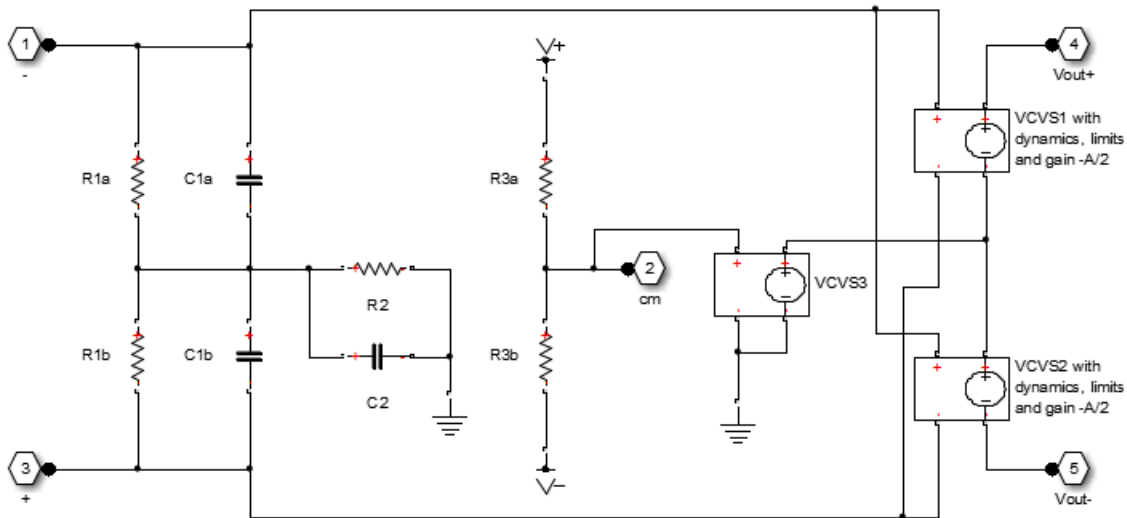 1
-
R1a
C1a
R1b
C1b
R2
C2
3
+
V+
R3a
R3b
V-
2
cm
VCVS3
4
Vout+
VCVS1 with
dynamics, limits
and gain -A/2
VCVS2 with
dynamics, limits
and gain -A/2
5
Vout-